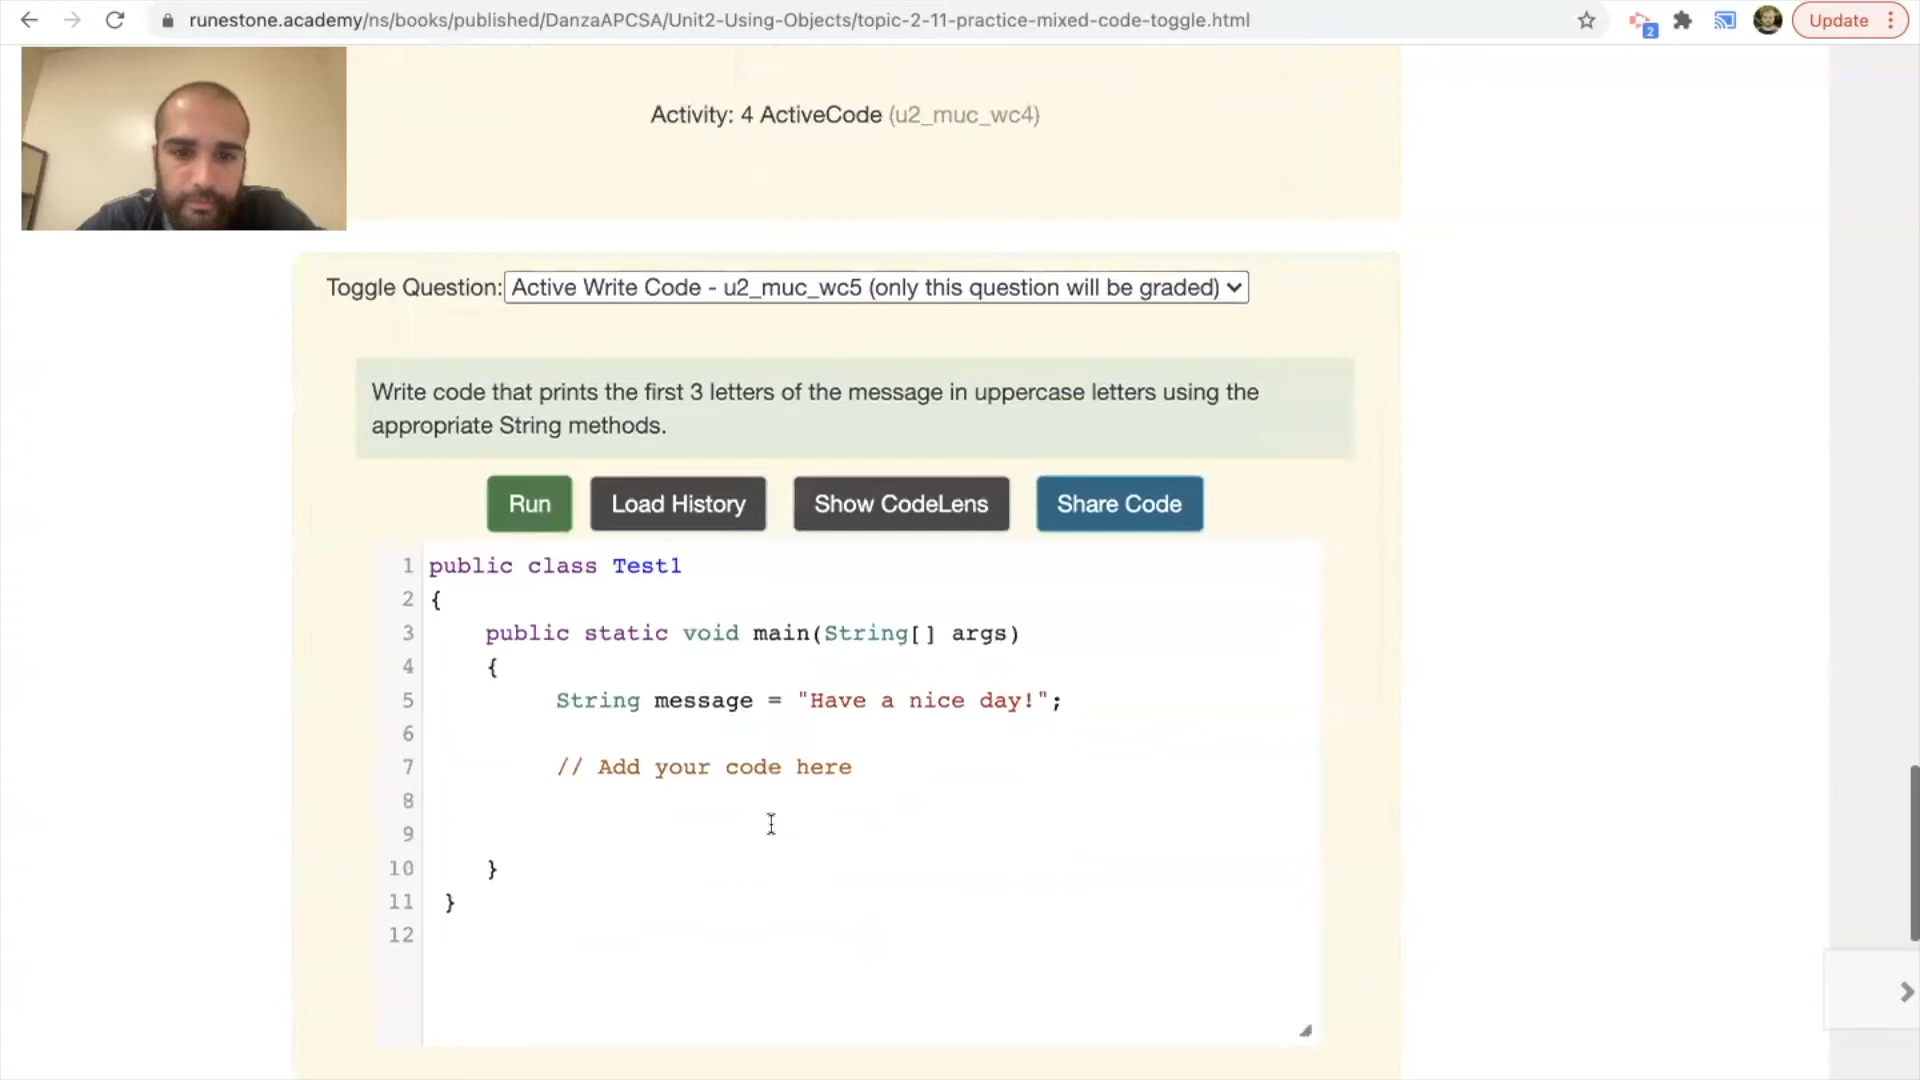 runestone.academy/ns/books/published/DanzaAPCSA/Unit2-Using-Objects/topic-2-11-practice-mixed-code-toggle.html
2
Update
Activity: 4 ActiveCode (u2_muc_wc4)
Toggle Question: Active Write Code - u2_muc_wc5 (only this question will be graded)
Write code that prints the first 3 letters of the message in uppercase letters using the
appropriate String methods.
Run Load History Show CodeLens Share Code
1 public class Test1
2 {
3 public static void main(String[] args)
4 {
5 String message = "Have a nice day!";
6
7 // Add your code here
8
9
10 }
11 }
12